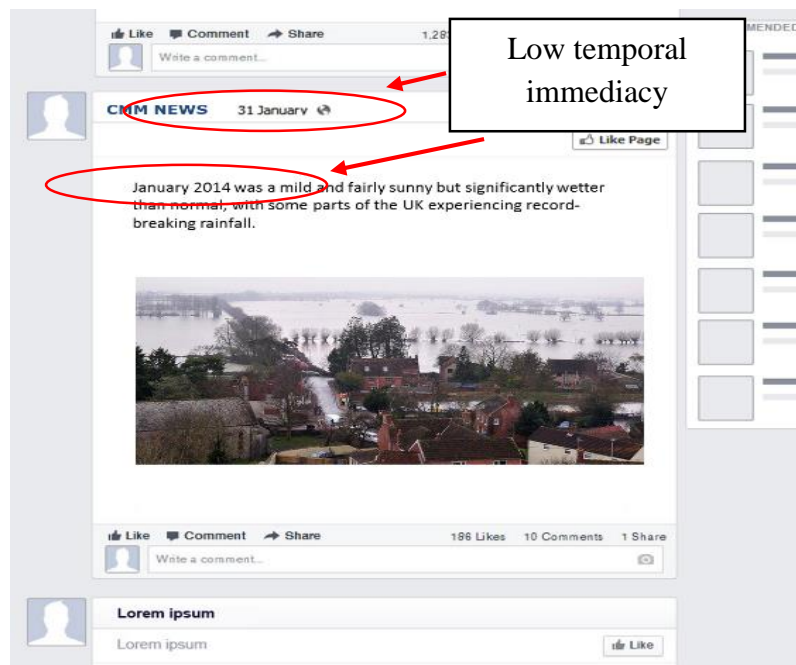 Like Comment Share
Write a comment...
Low temporal
immediacy
CMM NEWS 31 January
Like Page
January 2014 was a mild and fairly sunny but significantly wetter
than normal, with some parts of the UK experiencing record-
breaking rainfall.
Like Comment Share 186 Likes 10 Comments 1 Share
Write a comment...
Lorem ipsum
Lorem ipsum
Like